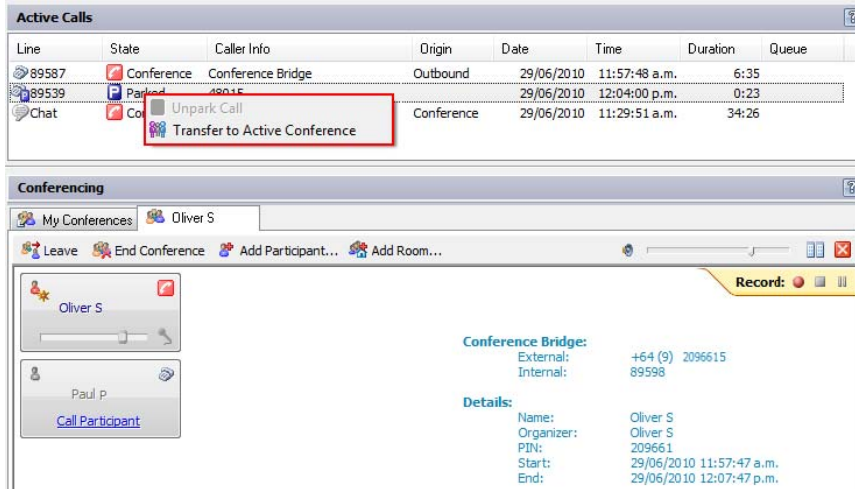 Active Calls
Line State Caller Info Origin Date Time Duration Queue
89587 Conference Conference Bridge Outbound 29/06/2010 11:57:48 a.m. 6:35
89539 Parked 48015 29/06/2010 12:04:00 p.m. 0:23
Chat Co Conference 29/06/2010 11:29:51 a.m. 34:26
Unpark Call
Transfer to Active Conference
Conferencing
My Conferences Oliver S
Leave End Conference Add Participant... Add Room...
Record:
Oliver S
Paul P
Call Participant
Conference Bridge:
External: +64 (9) 2096615
Internal: 89598
Details:
Name: Oliver S
Organizer: Oliver S
PIN: 209661
Start: 29/06/2010 11:57:47 a.m.
End: 29/06/2010 12:07:47 p.m.